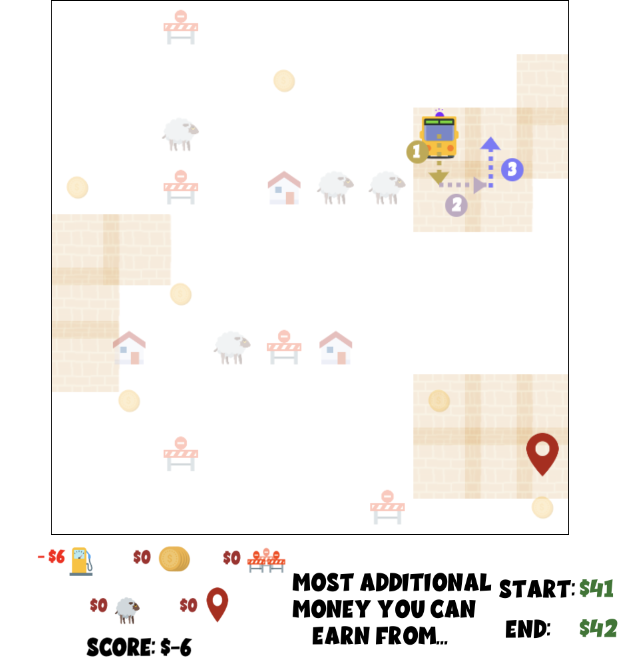 1
2
3
- $6
$0
$0
$0
$0
SCORE: $-6
MOST ADDITIONAL
MONEY YOU CAN
EARN FROM...
START: $41
END: $42